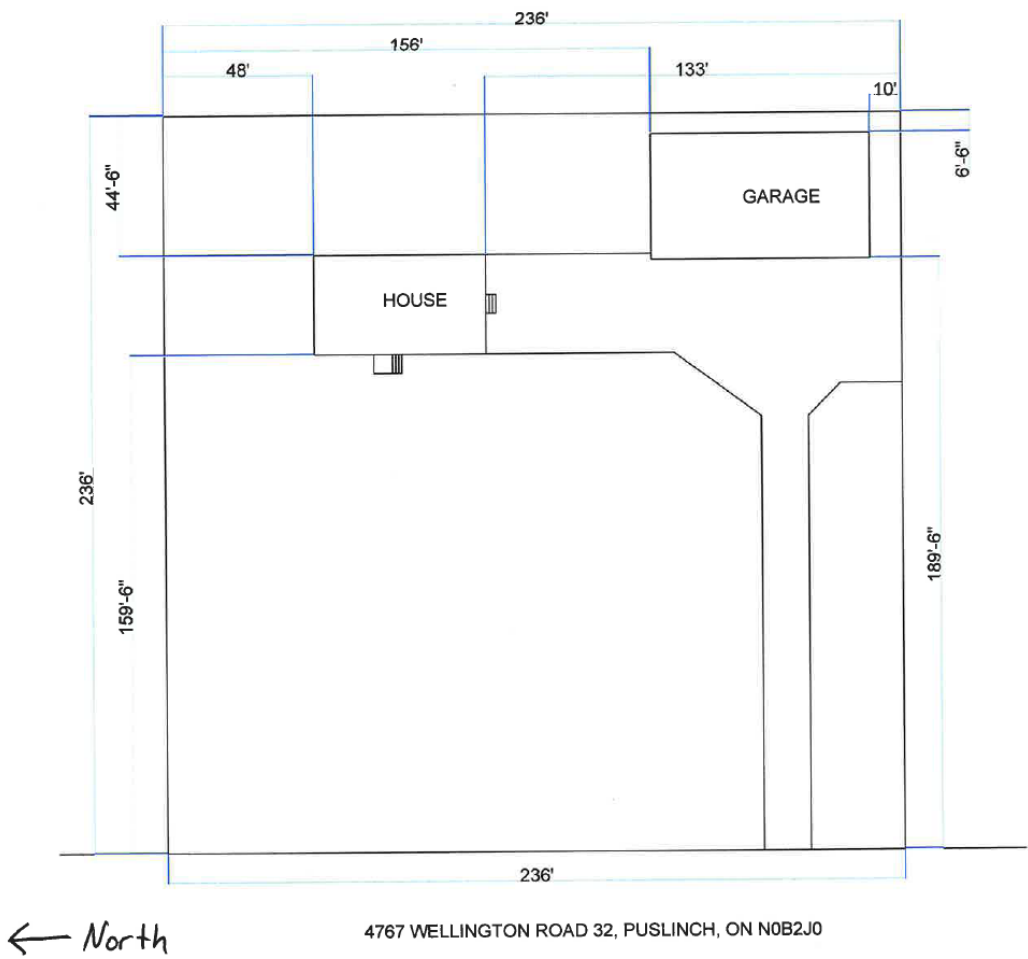 236'
156'
48'
133'
10'
44'-6"
6'-6"
GARAGE
HOUSE
236'
159'-6"
189'-6"
236'
← North
4767 WELLINGTON ROAD 32, PUSLINCH, ON N0B2J0